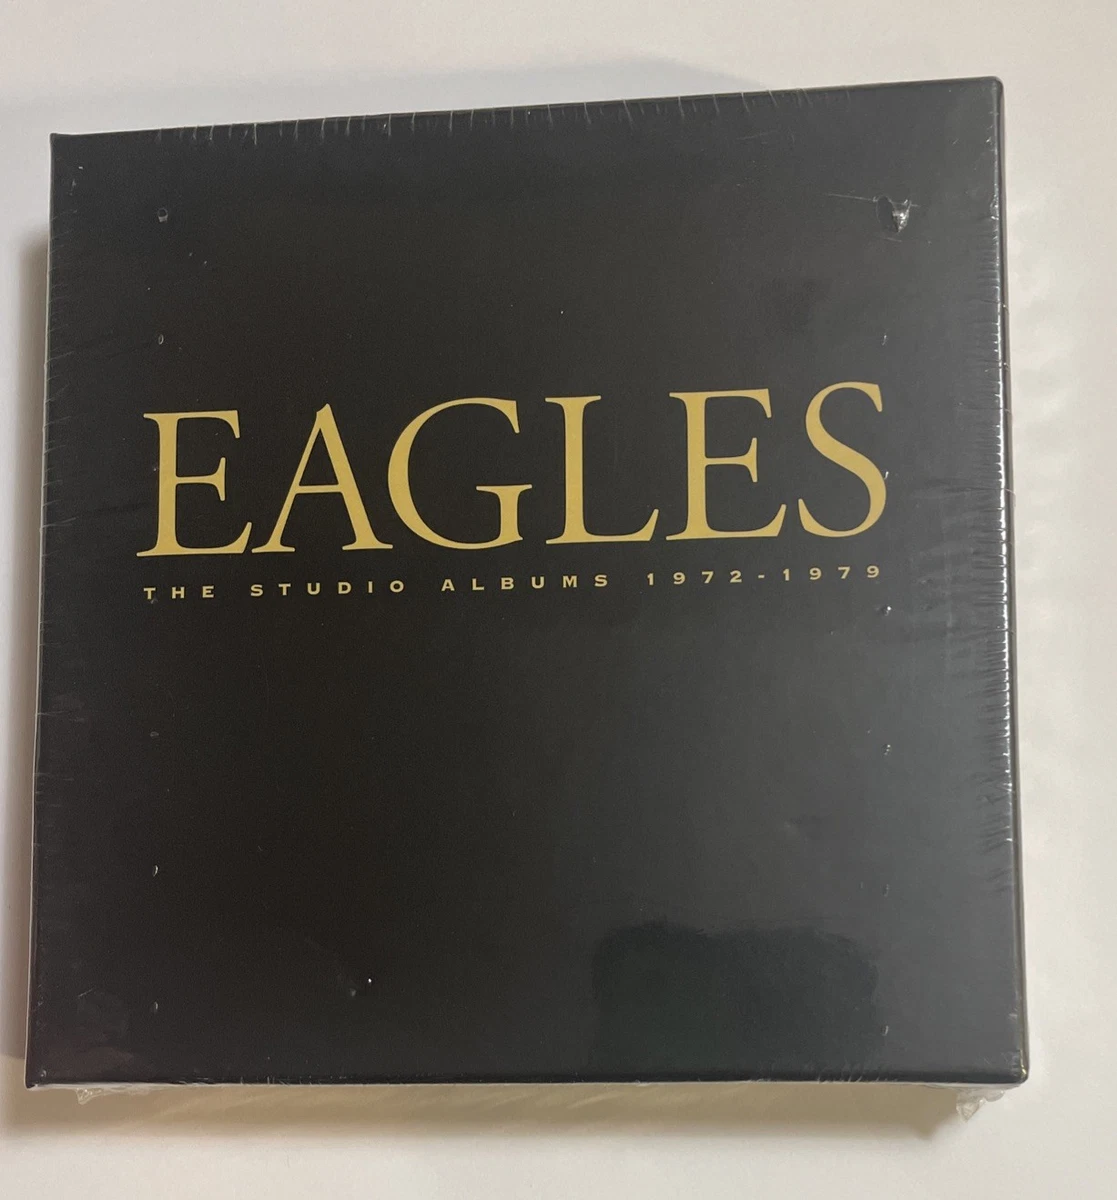 EAGLES
THE STUDIO ALBUMS 1972-1979